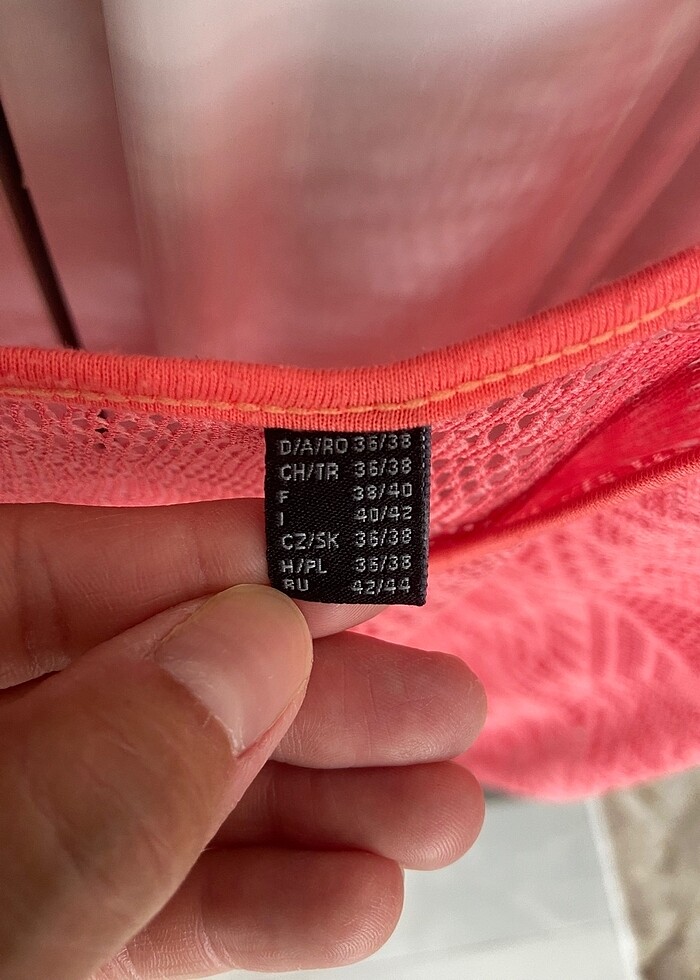 D/A/RO 36/38
CH/TR 36/38
F 38/40
I 40/42
CZ/SK 36/38
H/PL 36/38
RU 42/44